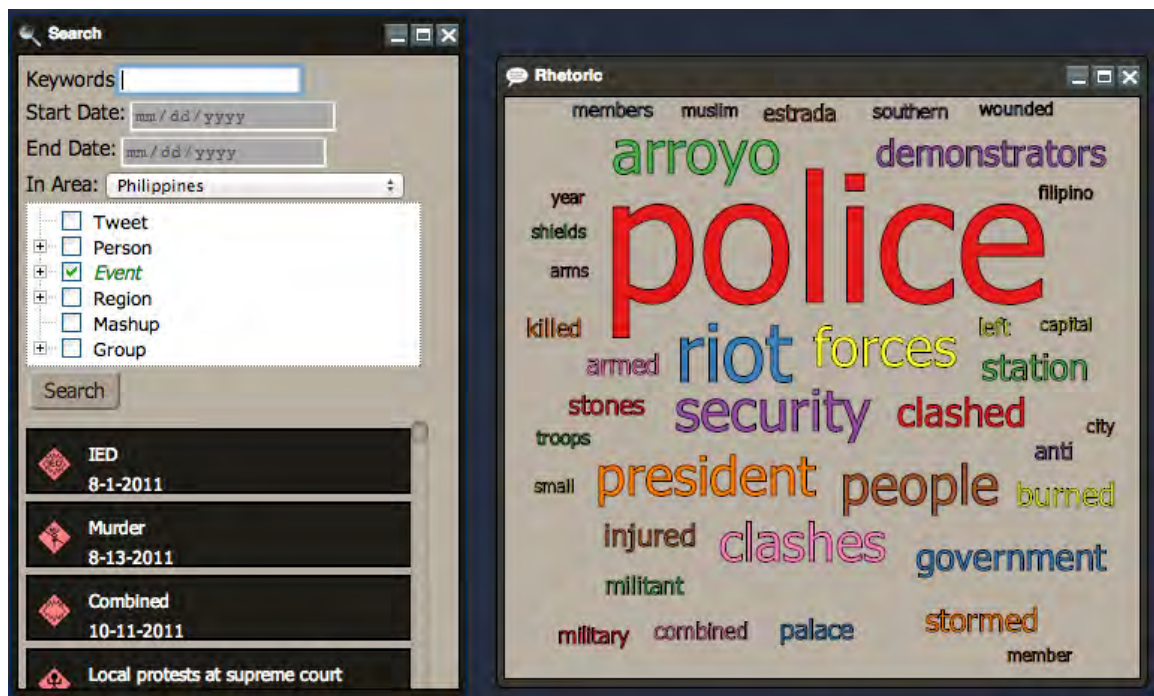 Search
Keywords
Start Date: mm/dd/yyyy
End Date: mm/dd/yyyy
In Area: Philippines
Tweet
Person
Event
Region
Mashup
Group
Search
IED
IED
8-1-2011
Murder
8-13-2011
Combined
10-11-2011
Local protests at supreme court
Rhetoric
members muslim estrada southern wounded
arroyo demonstrators
year police filipino
shields
arms
killed riot forces left capital
armed station
stones security clashed city
troops anti
small president people burned
injured clashes government
militant
military combined palace stormed
member